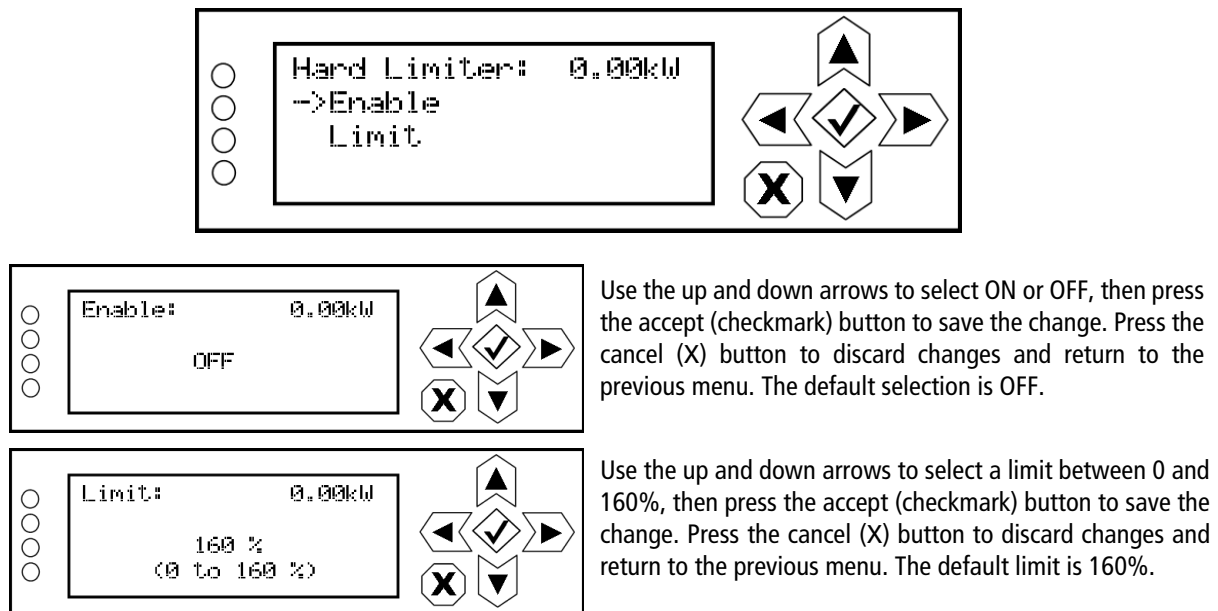 Hard Limiter: 0.00kW
->Enable
Limit
X
Enable: 0.00kW
OFF
X
Use the up and down arrows to select ON or OFF, then press
the accept (checkmark) button to save the change. Press the
cancel (X) button to discard changes and return to the
previous menu. The default selection is OFF.
Limit: 0.00kW
160 %
(0 to 160 %)
X
Use the up and down arrows to select a limit between 0 and
160%, then press the accept (checkmark) button to save the
change. Press the cancel (X) button to discard changes and
return to the previous menu. The default limit is 160%.